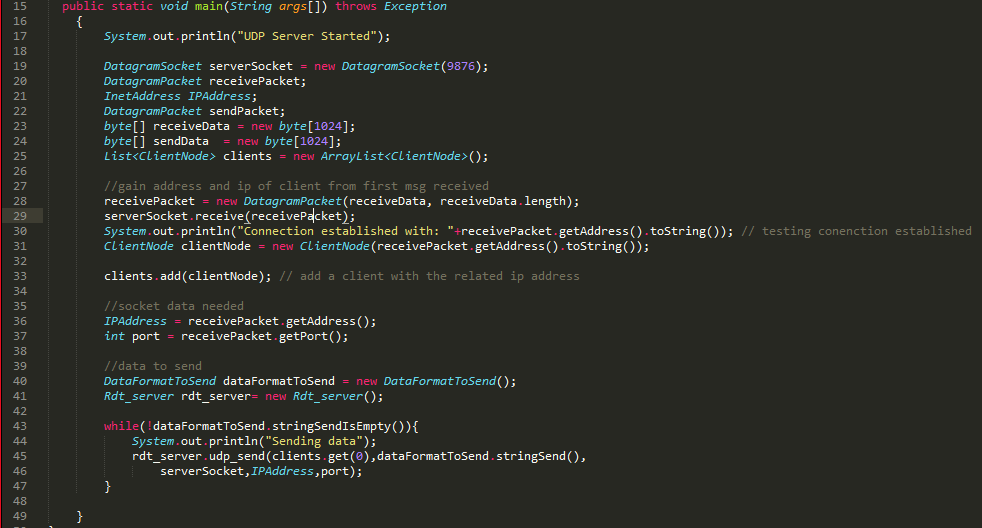 15 public static void main(String args[]) throws Exception
16 {
17 System.out.println("UDP Server Started");
18
19 DatagramSocket serverSocket = new DatagramSocket(9876);
20 DatagramPacket receivePacket;
21 InetAddress IPAddress;
22 DatagramPacket sendPacket;
23 byte[] receiveData = new byte[1024];
24 byte[] sendData  = new byte[1024];
25 List<ClientNode> clients = new ArrayList<ClientNode>();
26
27 //gain address and ip of client from first msg received
28 receivePacket = new DatagramPacket(receiveData, receiveData.length);
29 serverSocket.receive(receivePacket);
30 System.out.println("Connection established with: "+receivePacket.getAddress().toString()); // testing conenction established
31 ClientNode clientNode = new ClientNode(receivePacket.getAddress().toString());
32
33 clients.add(clientNode); // add a client with the related ip address
34
35 //socket data needed
36 IPAddress = receivePacket.getAddress();
37 int port = receivePacket.getPort();
38
39 //data to send
40 DataFormatToSend dataFormatToSend = new DataFormatToSend();
41 Rdt_server rdt_server= new Rdt_server();
42
43 while(!dataFormatToSend.stringSendIsEmpty()){
44 System.out.println("Sending data");
45 rdt_server.udp_send(clients.get(0),dataFormatToSend.stringSend(),
46 serverSocket,IPAddress,port);
47 }
48
49 }